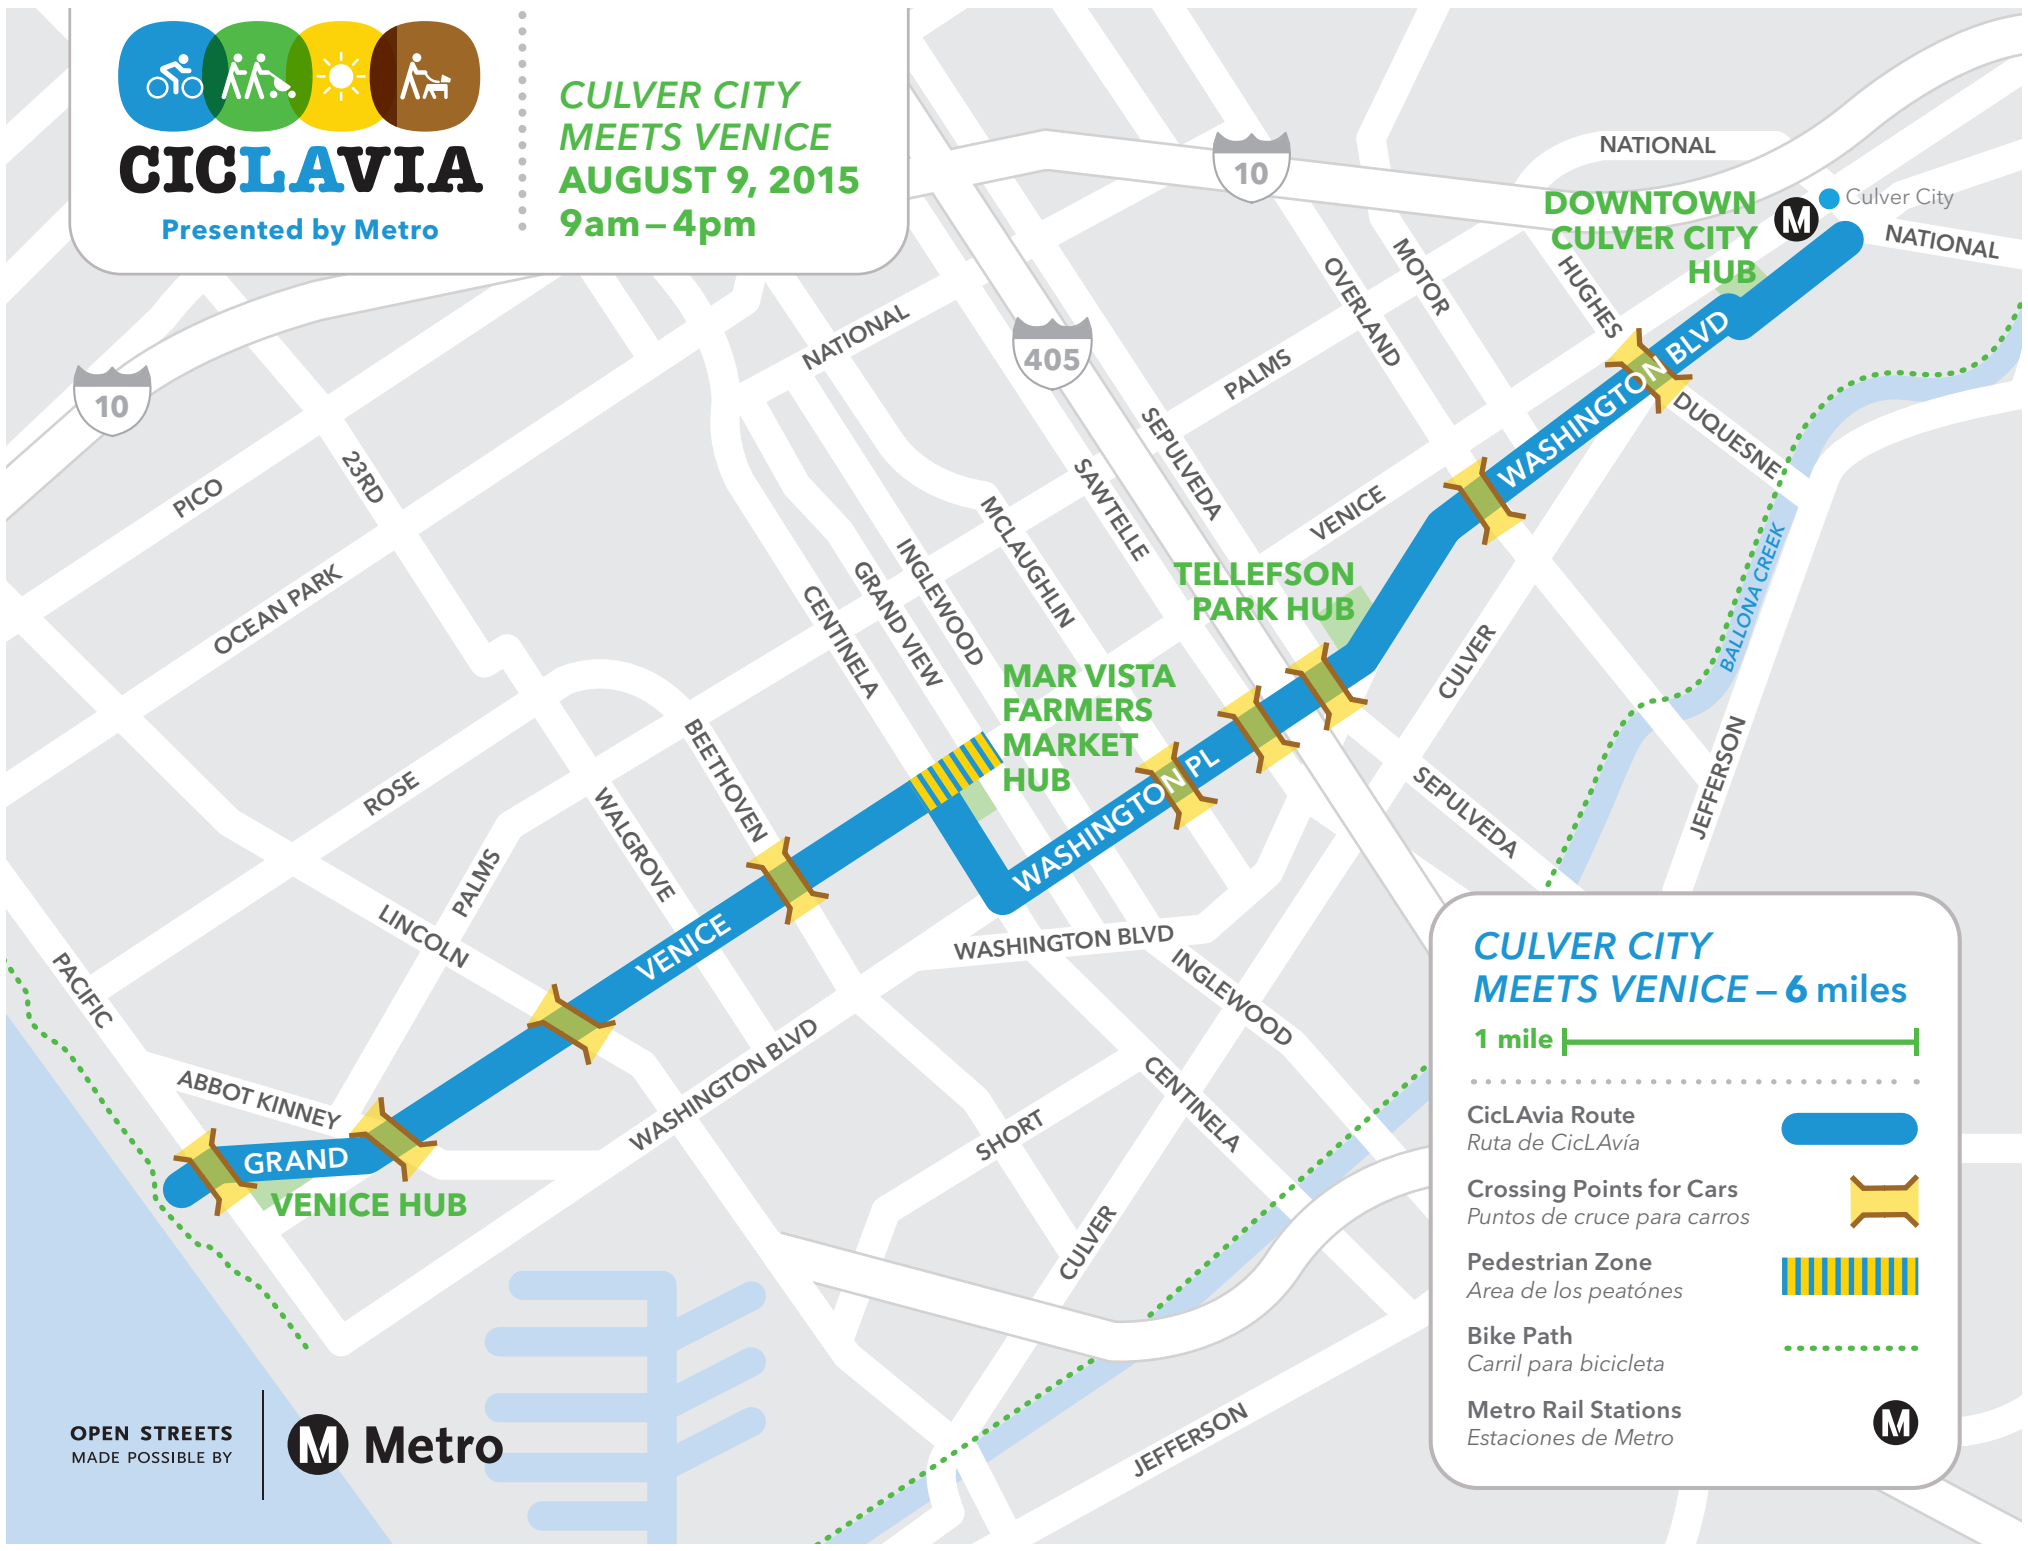 CICLAVIA
Presented by Metro
CULVER CITY
MEETS VENICE
AUGUST 9, 2015
9am – 4pm
10
NATIONAL
DOWNTOWN
CULVER CITY
HUB
M
Culver City
NATIONAL
HUGHES
MOTOR
OVERLAND
NATIONAL
405
PALMS
10
WASHINGTON BLVD
DUQUESNE
SEPULVEDA
SAWTELLE
VENICE
23RD
PICO
MCLAUGHLIN
INGLEWOOD
GRAND VIEW
CENTINELA
OCEAN PARK
TELLEFSON
PARK HUB
BALLONA CREEK
CULVER
MAR VISTA
FARMERS
MARKET
HUB
BEETHOVEN
WALGROVE
ROSE
PALMS
LINCOLN
WASHINGTON PL
SEPULVEDA
JEFFERSON
VENICE
WASHINGTON BLVD
INGLEWOOD
PACIFIC
ABBOT KINNEY
WASHINGTON BLVD
CENTINELA
SHORT
GRAND
VENICE HUB
CULVER
JEFFERSON
CULVER CITY
MEETS VENICE – 6 miles
1 mile
CicLAvia Route
Ruta de CicLAvía
Crossing Points for Cars
Puntos de cruce para carros
Pedestrian Zone
Area de los peatónes
Bike Path
Carril para bicicleta
Metro Rail Stations
Estaciones de Metro
M
OPEN STREETS
MADE POSSIBLE BY
M Metro